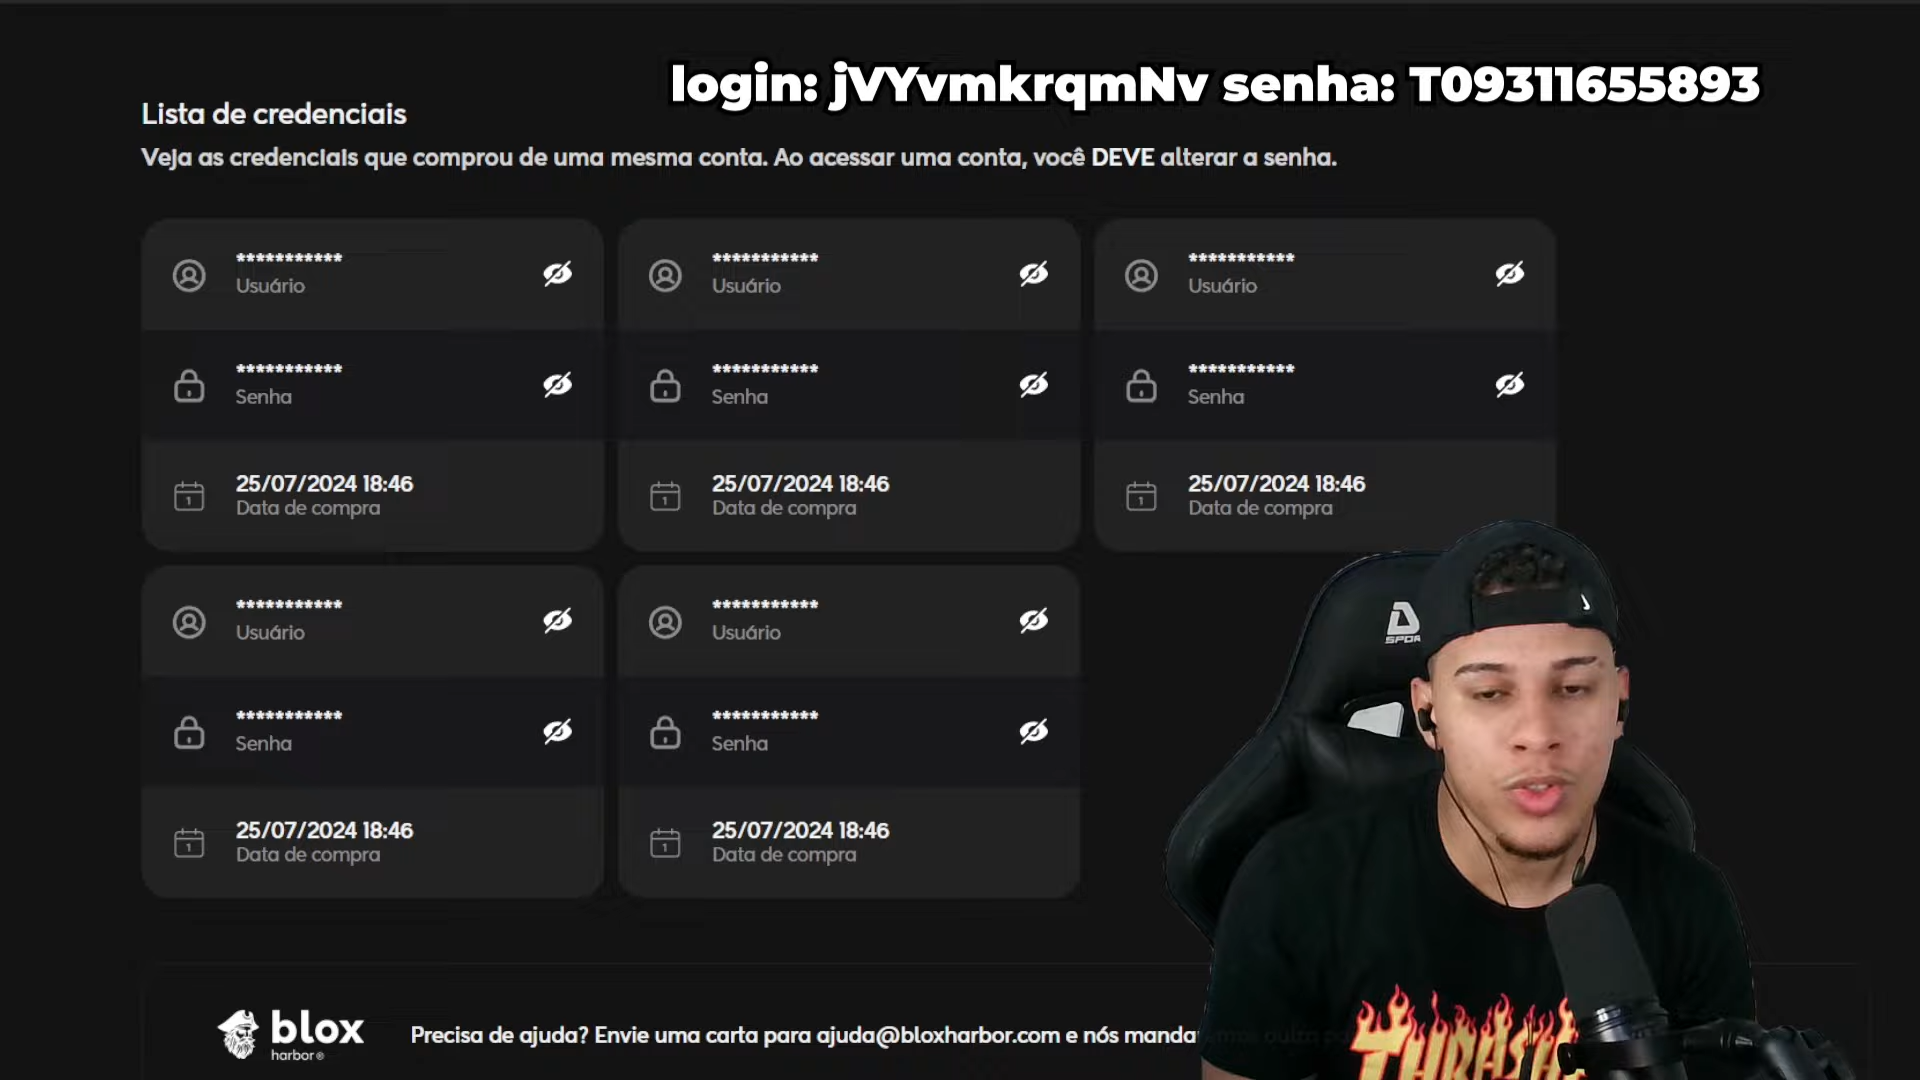 login: jVYvmkrqmNv senha: T09311655893
Lista de credenciais
Veja as credenciais que comprou de uma mesma conta. Ao acessar uma conta, você DEVE alterar a senha.
***********
Usuário
***********
Senha
25/07/2024 18:46
Data de compra
***********
Usuário
***********
Senha
25/07/2024 18:46
Data de compra
***********
Usuário
***********
Senha
25/07/2024 18:46
Data de compra
***********
Usuário
***********
Senha
25/07/2024 18:46
Data de compra
***********
Usuário
***********
Senha
25/07/2024 18:46
Data de compra
blox
harbor®
Precisa de ajuda? Envie uma carta para ajuda@bloxharbor.com e nós